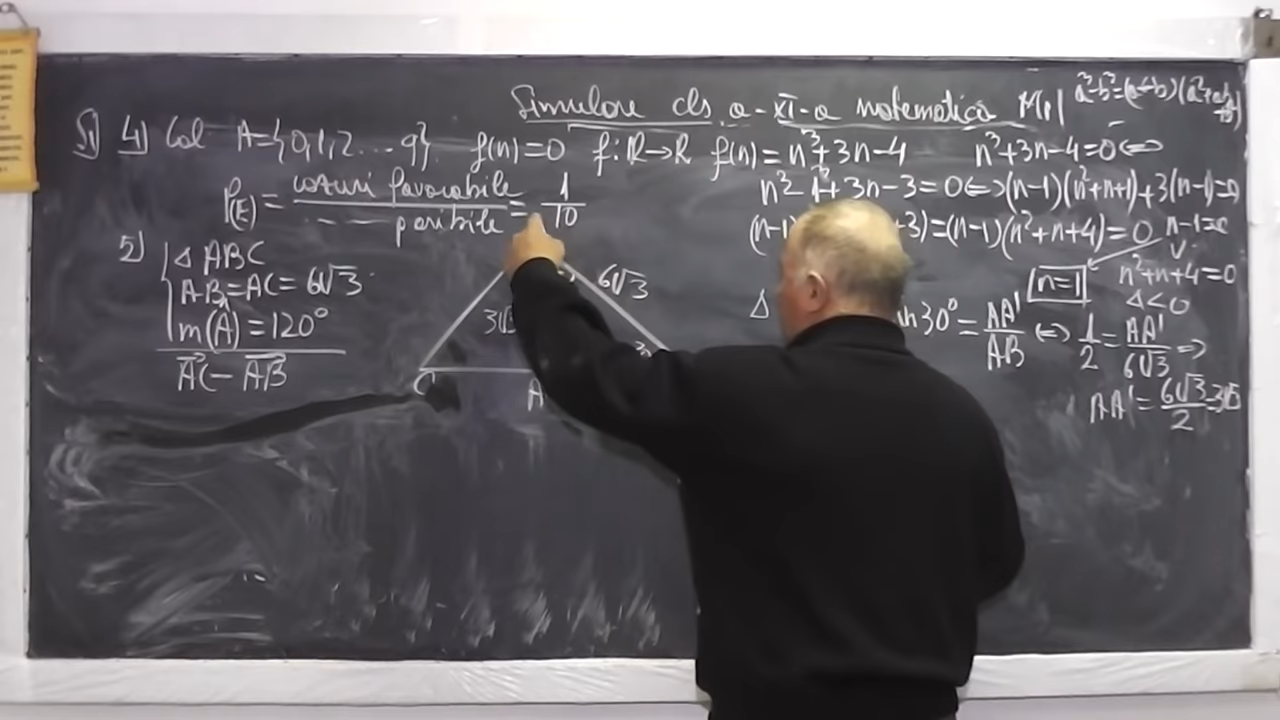 Simulare cls a-XI-a matematică M1
a³-b³=(a-b)(a²+ab+b²)
S1 4) Col A={0,1,2...9} f(n)=0 f:R→R f(n)=n³+3n-4 n³+3n-4=0⇔
P(E)= cazuri favorabile / — — posibile = 1/10
n³-1³+3n-3=0⇔(n-1)(n²+n+1)+3(n-1)=0
(n-1) +3)=(n-1)(n²+n+4)=0 n-1=0
v
n=1 n²+n+4=0
Δ<0
5) Δ ABC
AB=AC=6√3
m(Â)=120°
AC-AB
6√3
C A
Δ 30°=AA'/AB ⇔ 1/2=AA'/6√3 ⇒
AA'=6√3/2=3√3